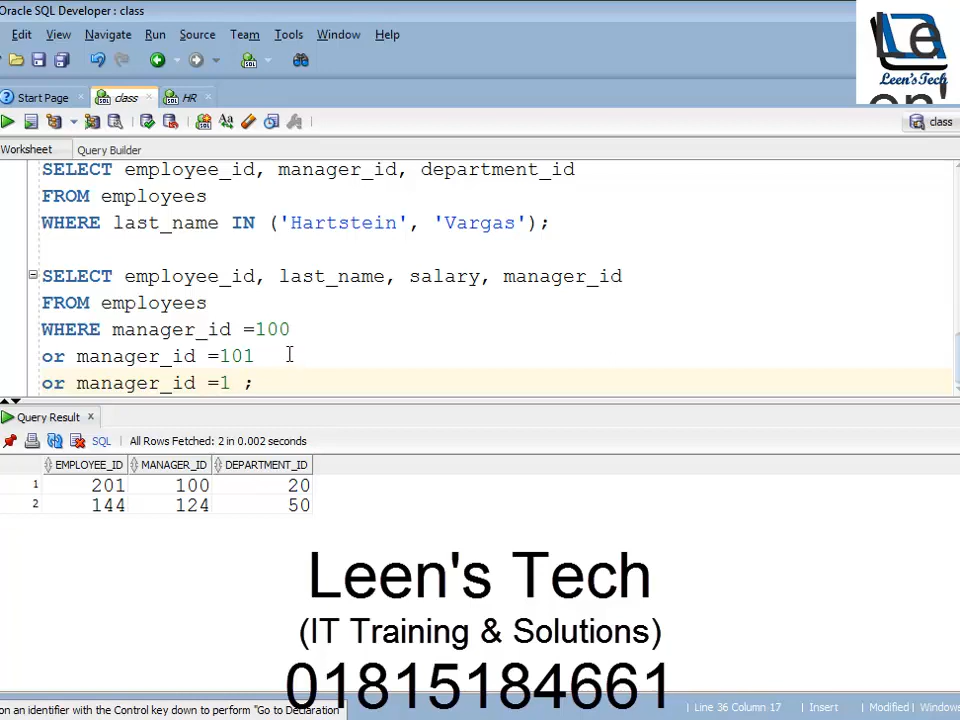 Oracle SQL Developer : class
Edit View Navigate Run Source Team Tools Window Help
Start Page class HR
class
Worksheet Query Builder
SELECT employee_id, manager_id, department_id
FROM employees
WHERE last_name IN ('Hartstein', 'Vargas');
SELECT employee_id, last_name, salary, manager_id
FROM employees
WHERE manager_id =100
or manager_id =101
or manager_id =1 ;
Query Result
SQL All Rows Fetched: 2 in 0.002 seconds
EMPLOYEE_ID MANAGER_ID DEPARTMENT_ID
1 201 100 20
2 144 124 50
Leen's Tech
Leen's Tech
(IT Training & Solutions)
01815184661
on an identifier with the Control key down to perform "Go to Declaration
Line 36 Column 17 Insert Modified Windows